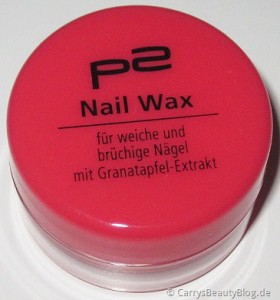 p2
Nail Wax
für weiche und
brüchige Nägel
mit Granatapfel-Extrakt
© CarrysBeautyBlog.de